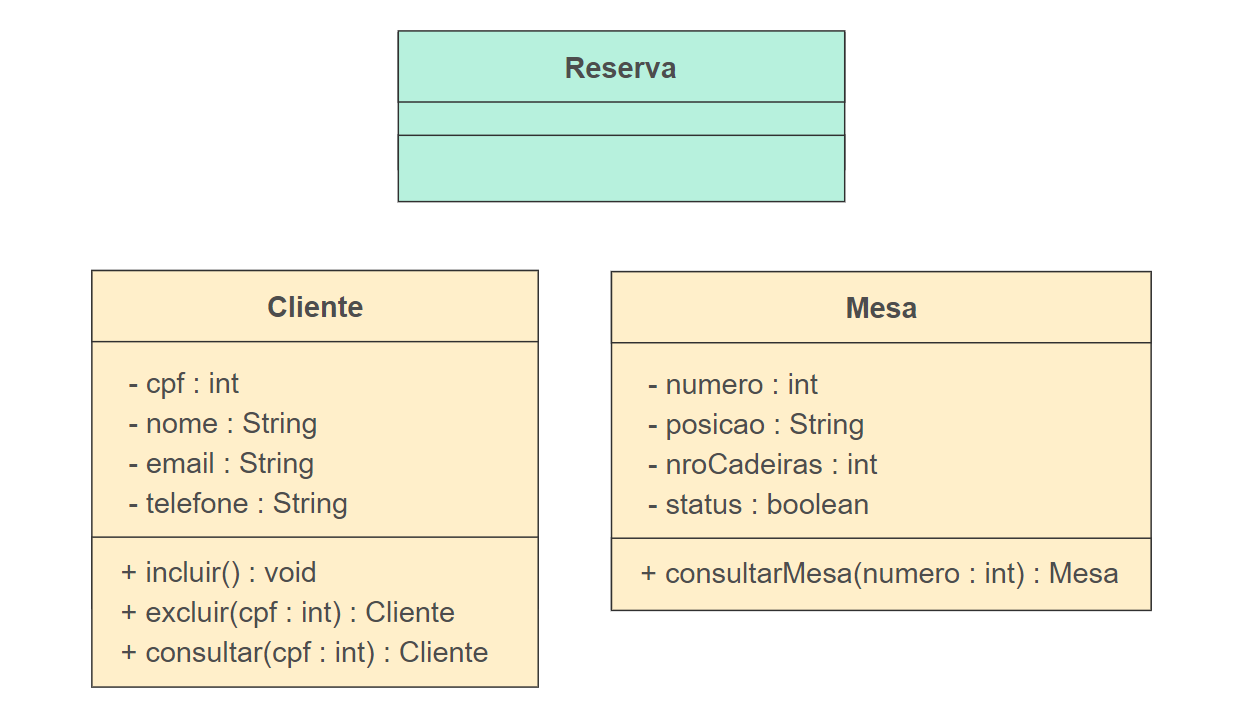 Reserva
Cliente
- cpf : int
- nome : String
- email : String
- telefone : String
+ incluir() : void
+ excluir(cpf : int) : Cliente
+ consultar(cpf : int) : Cliente
Mesa
- numero : int
- posicao : String
- nroCadeiras : int
- status : boolean
+ consultarMesa(numero : int) : Mesa